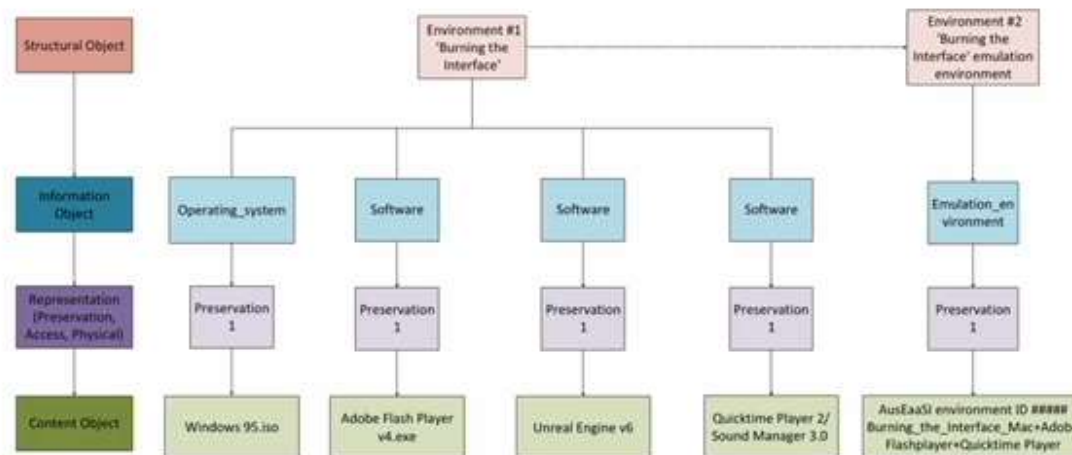 Structural Object
Environment #1
'Burning the
Interface'
Environment #2
'Burning the
Interface' emulation
environment
Information
Object
Operating_system
Software
Software
Software
Emulation_en
vironment
Representation
(Preservation,
Access, Physical)
Preservation
1
Preservation
1
Preservation
1
Preservation
1
Preservation
1
Content Object
Windows 95.iso
Adobe Flash Player
v4.exe
Unreal Engine v6
Quicktime Player 2/
Sound Manager 3.0
AusEaaSI environment ID #####
Burning_the_Interface_Mac+Adob
Flashplayer+Quicktime Player